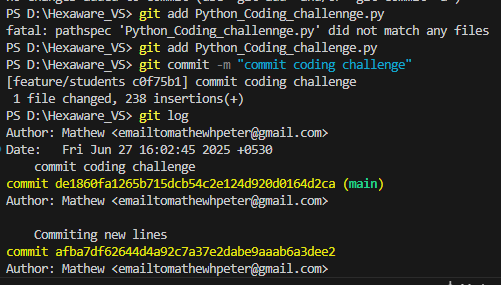 PS D:\Hexaware_VS> git add Python_Coding_challennge.py
fatal: pathspec 'Python_Coding_challennge.py' did not match any files
PS D:\Hexaware_VS> git add Python_Coding_challenge.py
PS D:\Hexaware_VS> git commit -m "commit coding challenge"
[feature/students c0f75b1] commit coding challenge
1 file changed, 238 insertions(+)
PS D:\Hexaware_VS> git log
Author: Mathew <emailtomathewhpeter@gmail.com>
Date: Fri Jun 27 16:02:45 2025 +0530
commit coding challenge
commit de1860fa1265b715dcb54c2e124d920d0164d2ca (main)
Author: Mathew <emailtomathewhpeter@gmail.com>
Commiting new lines
commit afba7df62644d4a92c7a37e2dabe9aaab6a3dee2
Author: Mathew <emailtomathewhpeter@gmail.com>